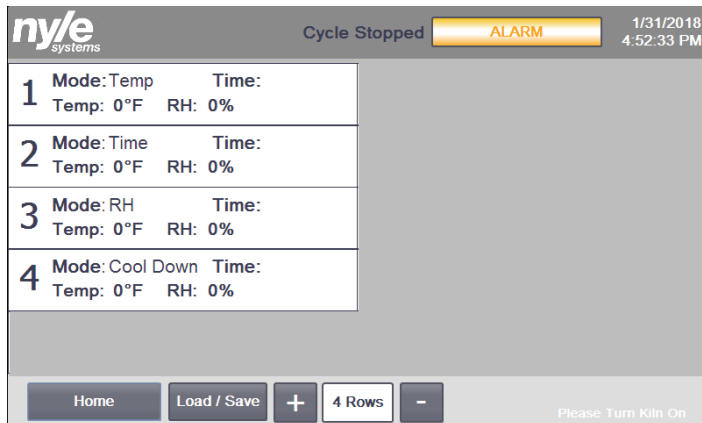 nyle
systems
Cycle Stopped
ALARM
1/31/2018
4:52:33 PM
1 Mode: Temp Time:
Temp: 0°F RH: 0%
2 Mode: Time Time:
Temp: 0°F RH: 0%
3 Mode: RH Time:
Temp: 0°F RH: 0%
4 Mode: Cool Down Time:
Temp: 0°F RH: 0%
Home Load / Save + 4 Rows -
Please Turn Kiln On